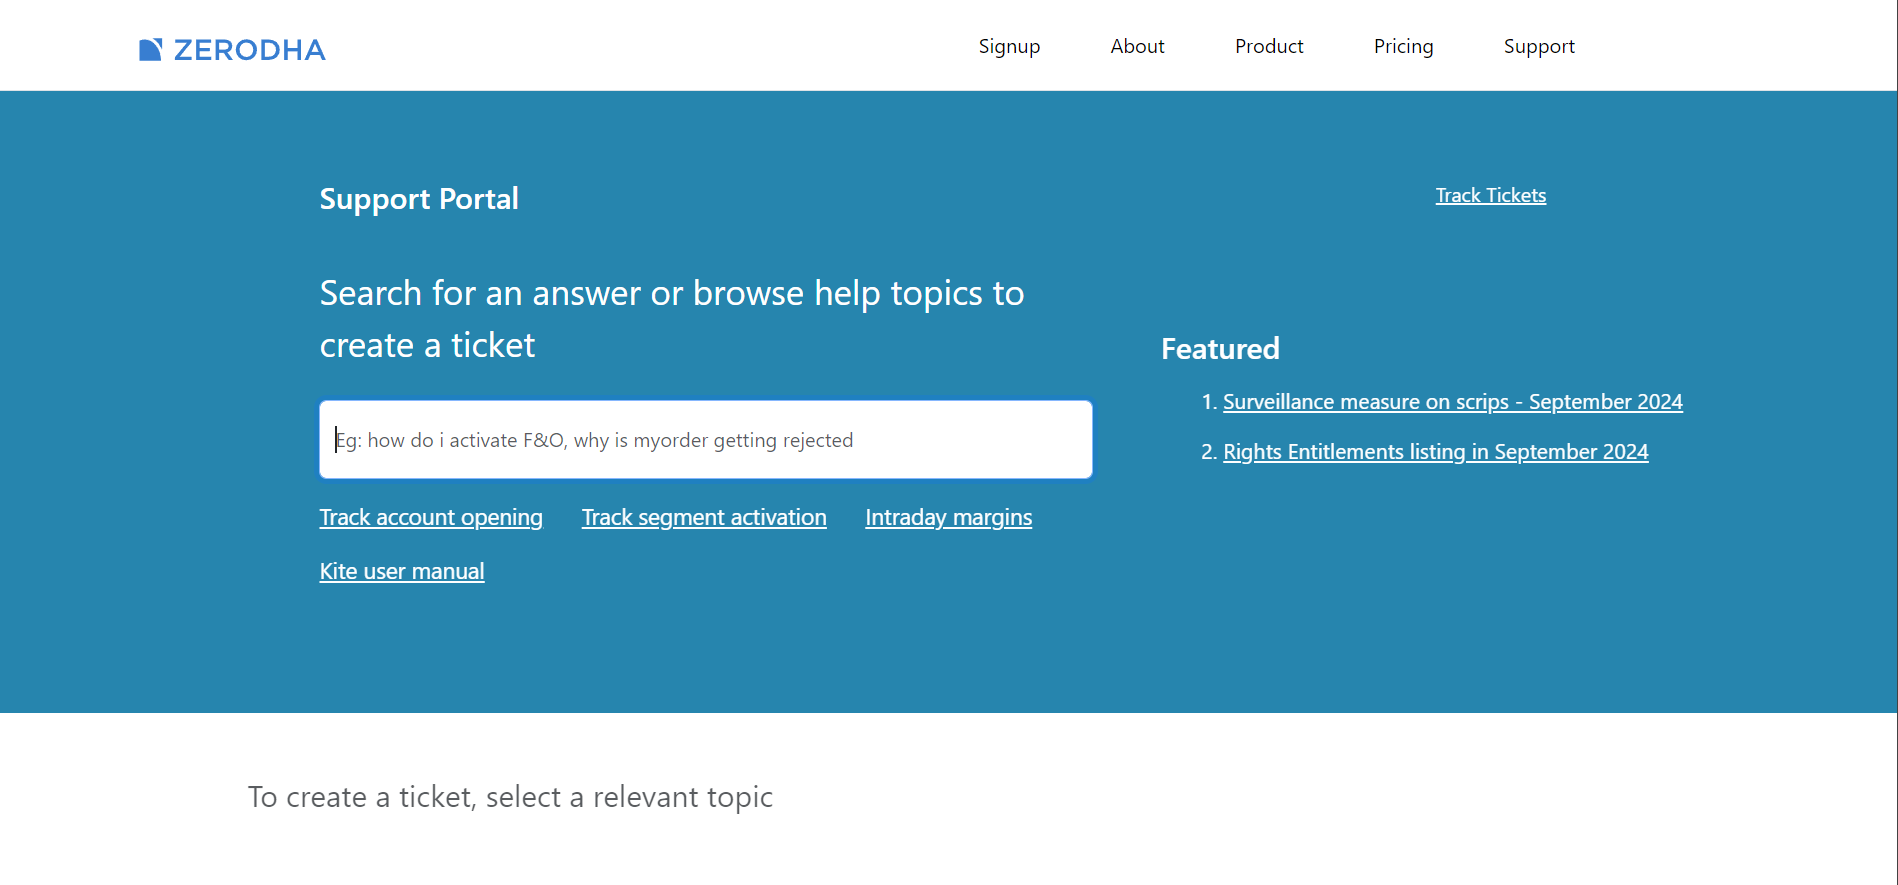 ZERODHA
Signup
About
Product
Pricing
Support
Support Portal
Track Tickets
Search for an answer or browse help topics to
create a ticket
Eg: how do i activate F&O, why is myorder getting rejected
Track account opening
Track segment activation
Intraday margins
Kite user manual
Featured
1. Surveillance measure on scrips - September 2024
2. Rights Entitlements listing in September 2024
To create a ticket, select a relevant topic